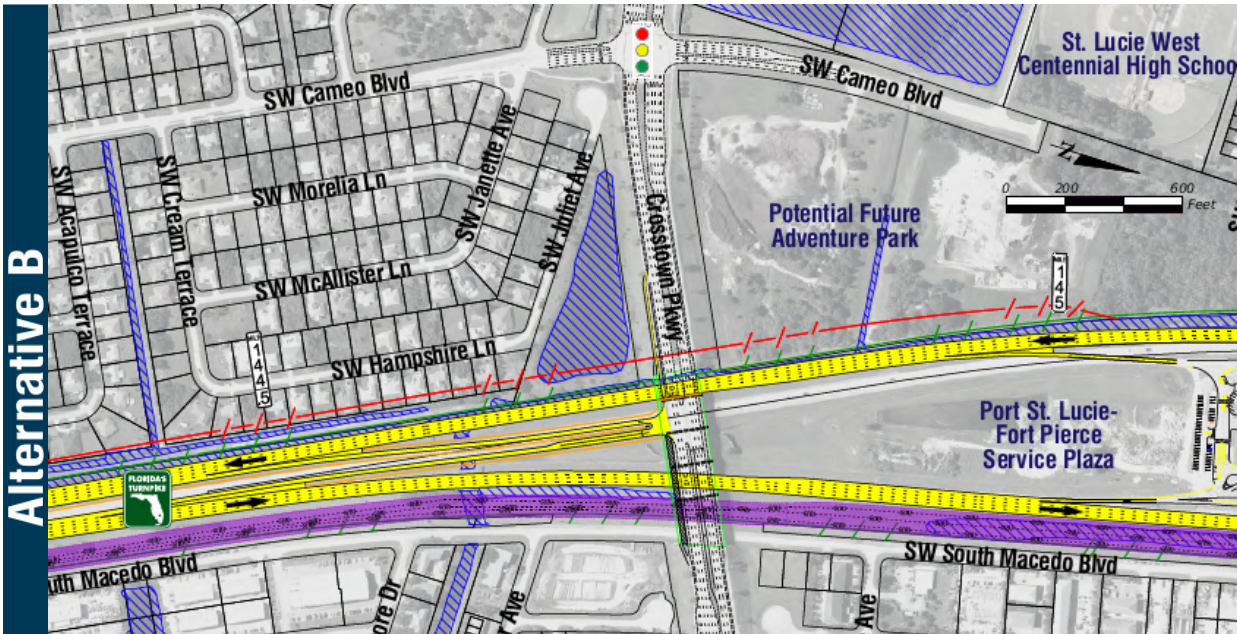 Alternative B
SW Cameo Blvd
SW Cameo Blvd
St. Lucie West
Centennial High Schoo
N
0 200 600
Feet
SW Acapulco Terrace
SW Cream Terrace
SW Morelia Ln
SW Janette Ave
SW Juliet Ave
Crosstown Pkwy
Potential Future
Adventure Park
145
SW McAllister Ln
144.5
SW Hampshire Ln
Port St. Lucie-
Fort Pierce
Service Plaza
FLORIDA'S
TURNPIKE
outh Macedo Blvd
SW South Macedo Blvd
ore Dr
r Ave
Ave